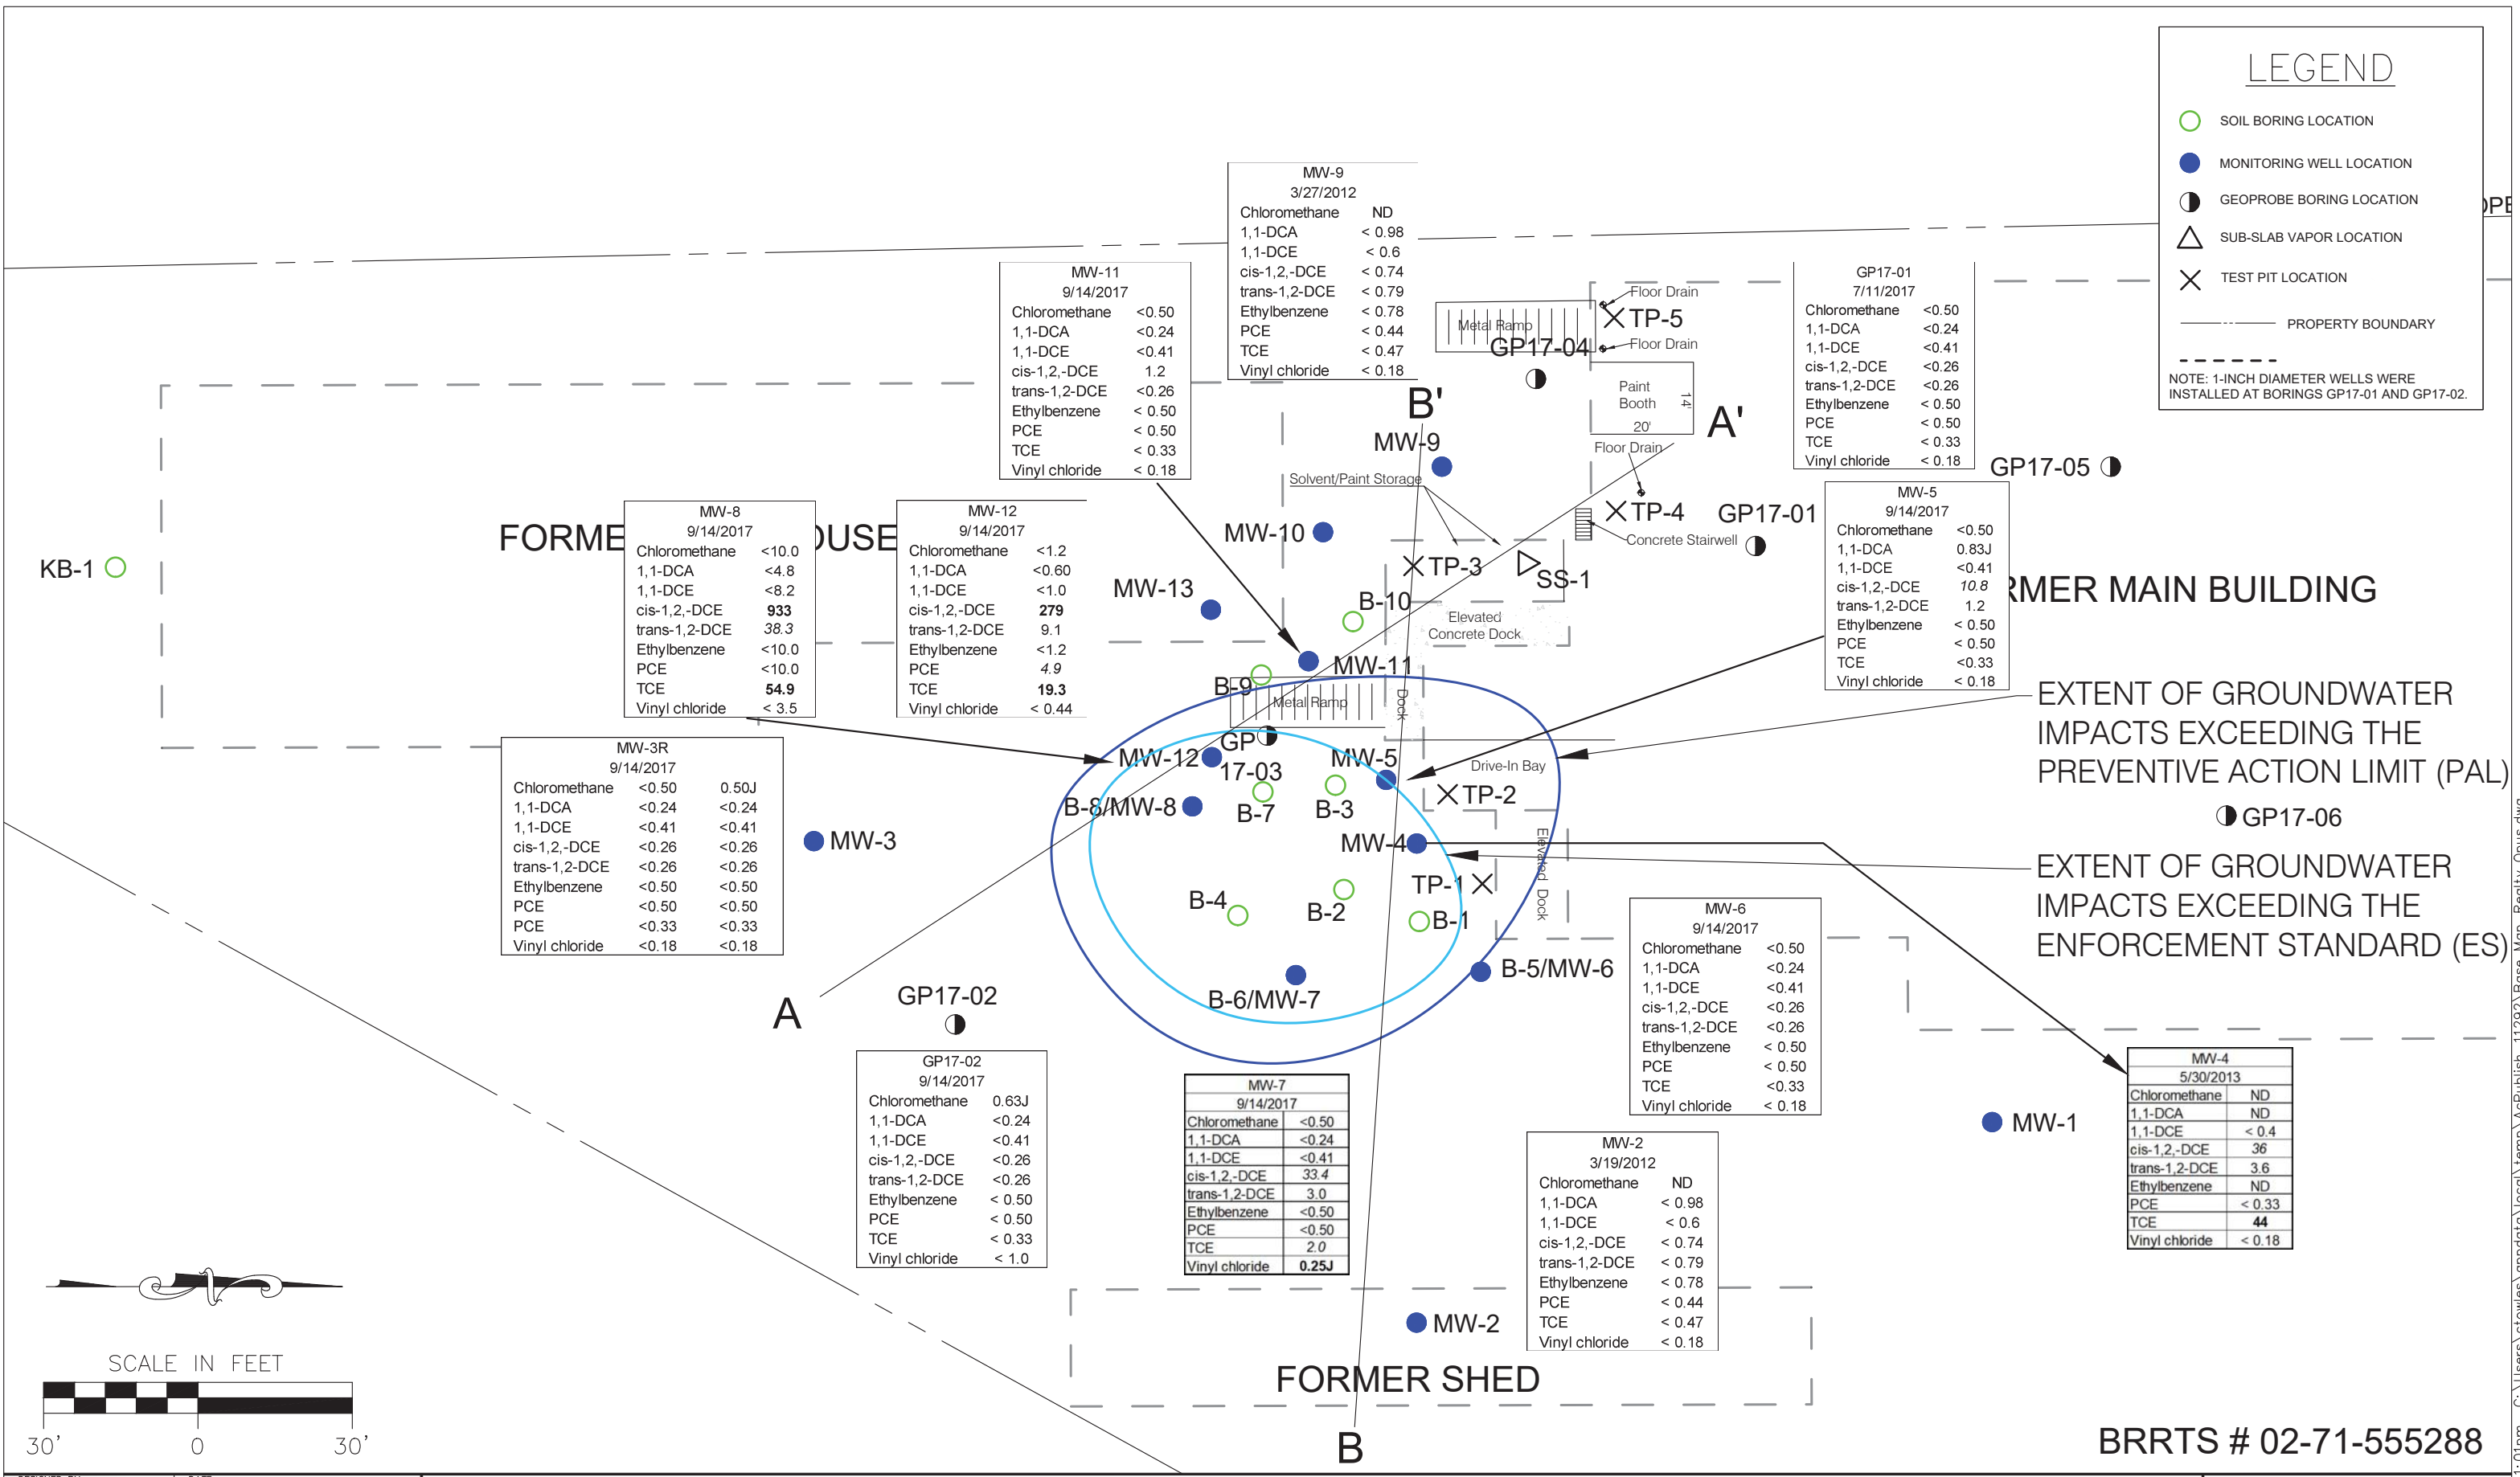 LEGEND
SOIL BORING LOCATION
MONITORING WELL LOCATION
GEOPROBE BORING LOCATION
SUB-SLAB VAPOR LOCATION
TEST PIT LOCATION
PROPERTY BOUNDARY
NOTE: 1-INCH DIAMETER WELLS WERE
INSTALLED AT BORINGS GP17-01 AND GP17-02.
MW-9
3/27/2012
Chloromethane ND
1,1-DCA < 0.98
1,1-DCE < 0.6
cis-1,2,-DCE < 0.74
trans-1,2-DCE < 0.79
Ethylbenzene < 0.78
PCE < 0.44
TCE < 0.47
Vinyl chloride < 0.18
MW-11
9/14/2017
Chloromethane <0.50
1,1-DCA <0.24
1,1-DCE <0.41
cis-1,2,-DCE 1.2
trans-1,2-DCE <0.26
Ethylbenzene < 0.50
PCE < 0.50
TCE < 0.33
Vinyl chloride < 0.18
GP17-01
7/11/2017
Chloromethane <0.50
1,1-DCA <0.24
1,1-DCE <0.41
cis-1,2,-DCE <0.26
trans-1,2-DCE <0.26
Ethylbenzene < 0.50
PCE < 0.50
TCE < 0.33
Vinyl chloride < 0.18
Floor Drain
TP-5
Metal Ramp
Floor Drain
GP17-04
Paint
Booth
14'
20'
B'
A'
MW-9
Floor Drain
GP17-05
Solvent/Paint Storage
MW-8
9/14/2017
Chloromethane <10.0
1,1-DCA <4.8
1,1-DCE <8.2
cis-1,2,-DCE 933
trans-1,2-DCE 38.3
Ethylbenzene <10.0
PCE <10.0
TCE 54.9
Vinyl chloride < 3.5
MW-12
9/14/2017
Chloromethane <1.2
1,1-DCA <0.60
1,1-DCE <1.0
cis-1,2,-DCE 279
trans-1,2-DCE 9.1
Ethylbenzene <1.2
PCE 4.9
TCE 19.3
Vinyl chloride < 0.44
MW-5
9/14/2017
Chloromethane <0.50
1,1-DCA 0.83J
1,1-DCE <0.41
cis-1,2,-DCE 10.8
trans-1,2-DCE 1.2
Ethylbenzene < 0.50
PCE < 0.50
TCE <0.33
Vinyl chloride < 0.18
TP-4
GP17-01
MW-10
Concrete Stairwell
KB-1
TP-3
SS-1
MW-13
MAIN BUILDING
B-10
Elevated
Concrete Dock
MW-11
B-9
Metal Ramp
Dock
EXTENT OF GROUNDWATER
IMPACTS EXCEEDING THE
PREVENTIVE ACTION LIMIT (PAL)
MW-3R
9/14/2017
Chloromethane <0.50 0.50J
1,1-DCA <0.24 <0.24
1,1-DCE <0.41 <0.41
cis-1,2,-DCE <0.26 <0.26
trans-1,2-DCE <0.26 <0.26
Ethylbenzene <0.50 <0.50
PCE <0.50 <0.50
PCE <0.33 <0.33
Vinyl chloride <0.18 <0.18
GP
17-03
MW-12
MW-5
Drive-In Bay
TP-2
B-8/MW-8
B-7
B-3
GP17-06
MW-3
MW-4
Elevated Dock
EXTENT OF GROUNDWATER
IMPACTS EXCEEDING THE
ENFORCEMENT STANDARD (ES)
TP-1
B-4
B-2
B-1
B-5/MW-6
B-6/MW-7
MW-6
9/14/2017
Chloromethane <0.50
1,1-DCA <0.24
1,1-DCE <0.41
cis-1,2,-DCE <0.26
trans-1,2-DCE <0.26
Ethylbenzene < 0.50
PCE < 0.50
TCE <0.33
Vinyl chloride < 0.18
A
GP17-02
GP17-02
9/14/2017
Chloromethane 0.63J
1,1-DCA <0.24
1,1-DCE <0.41
cis-1,2,-DCE <0.26
trans-1,2-DCE <0.26
Ethylbenzene < 0.50
PCE < 0.50
TCE < 0.33
Vinyl chloride < 1.0
MW-7
9/14/2017
Chloromethane <0.50
1,1-DCA <0.24
1,1-DCE <0.41
cis-1,2,-DCE 33.4
trans-1,2-DCE 3.0
Ethylbenzene <0.50
PCE <0.50
TCE 2.0
Vinyl chloride 0.25J
MW-1
MW-4
5/30/2013
Chloromethane ND
1,1-DCA ND
1,1-DCE < 0.4
cis-1,2,-DCE 36
trans-1,2-DCE 3.6
Ethylbenzene ND
PCE < 0.33
TCE 44
Vinyl chloride < 0.18
MW-2
3/19/2012
Chloromethane ND
1,1-DCA < 0.98
1,1-DCE < 0.6
cis-1,2,-DCE < 0.74
trans-1,2-DCE < 0.79
Ethylbenzene < 0.78
PCE < 0.44
TCE < 0.47
Vinyl chloride < 0.18
MW-2
FORMER SHED
SCALE IN FEET
30' 0 30'
B
BRRTS # 02-71-555288